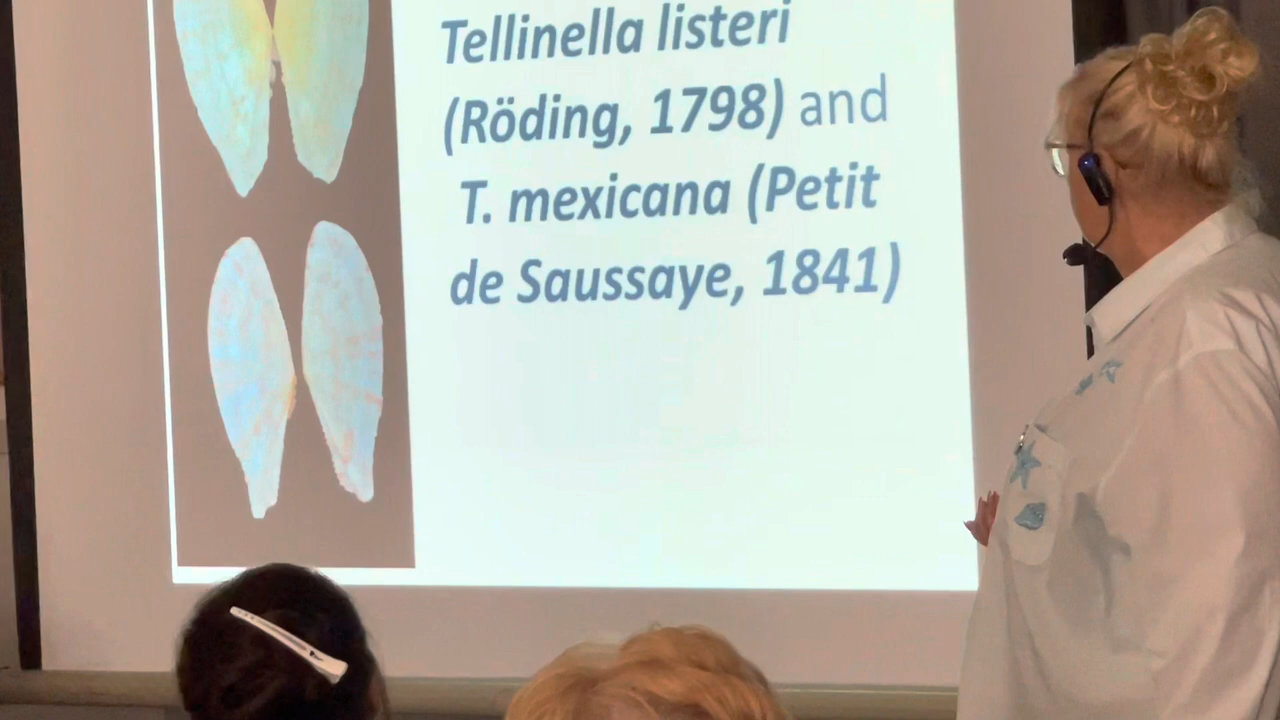 Tellinella listeri
(Röding, 1798) and
T. mexicana (Petit
de Saussaye, 1841)